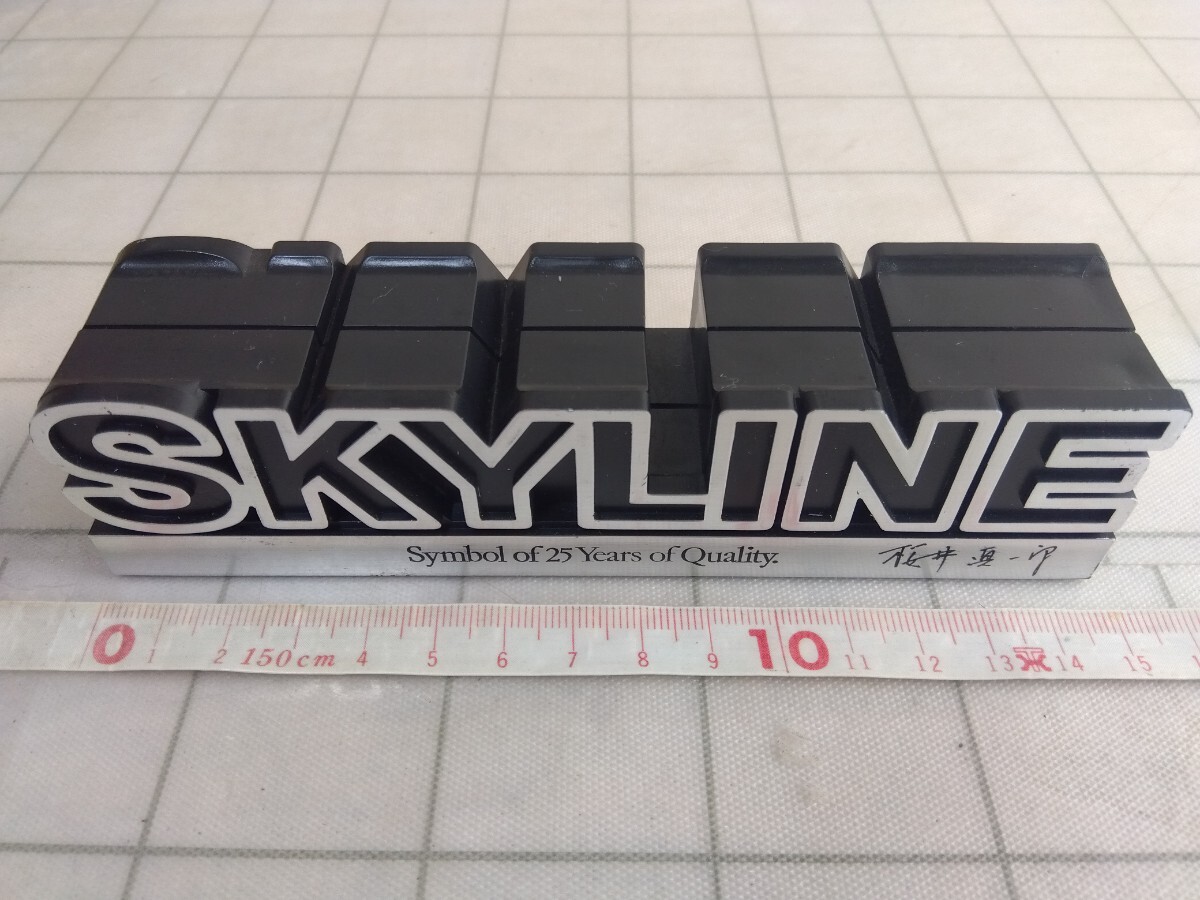 SKYLINE
Symbol of 25 Years of Quality. 桜井眞一郎
0 1 2 150cm 4 5 6 7 8 9 10 11 12 13 14 15